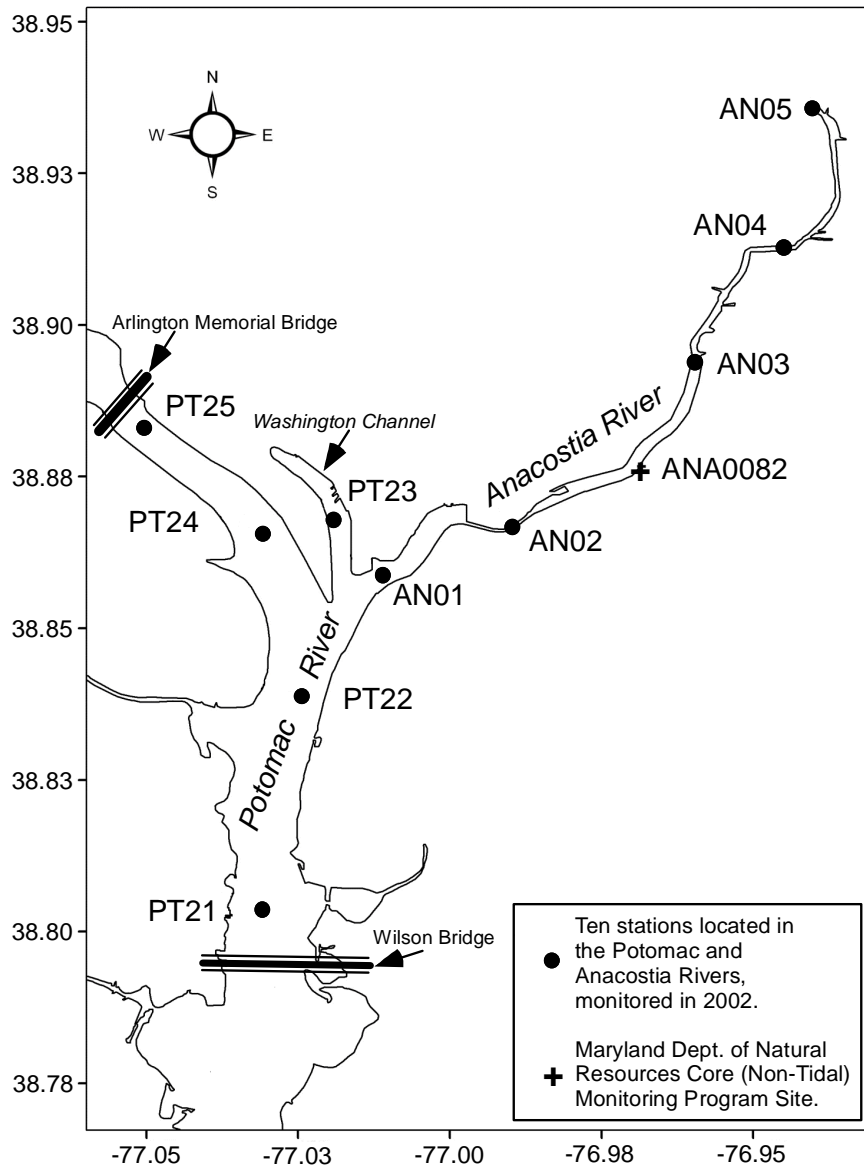 38.95
N
W
E
S
AN05
38.93
AN04
38.90
Arlington Memorial Bridge
AN03
PT25
Washington Channel
Anacostia River
38.88
PT23
ANA0082
PT24
AN02
AN01
38.85
Potomac River
PT22
38.83
PT21
38.80
Wilson Bridge
Ten stations located in
the Potomac and
Anacostia Rivers,
monitored in 2002.
Maryland Dept. of Natural
Resources Core (Non-Tidal)
Monitoring Program Site.
38.78
-77.05
-77.03
-77.00
-76.98
-76.95